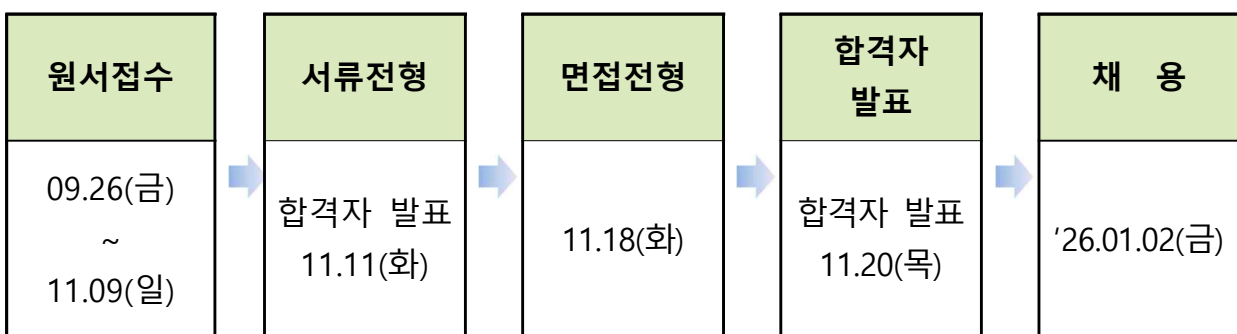 원서접수
09.26(금)
~
11.09(일)
서류전형
합격자 발표
11.11(화)
면접전형
11.18(화)
합격자
발표
합격자 발표
11.20(목)
채 용
'26.01.02(금)